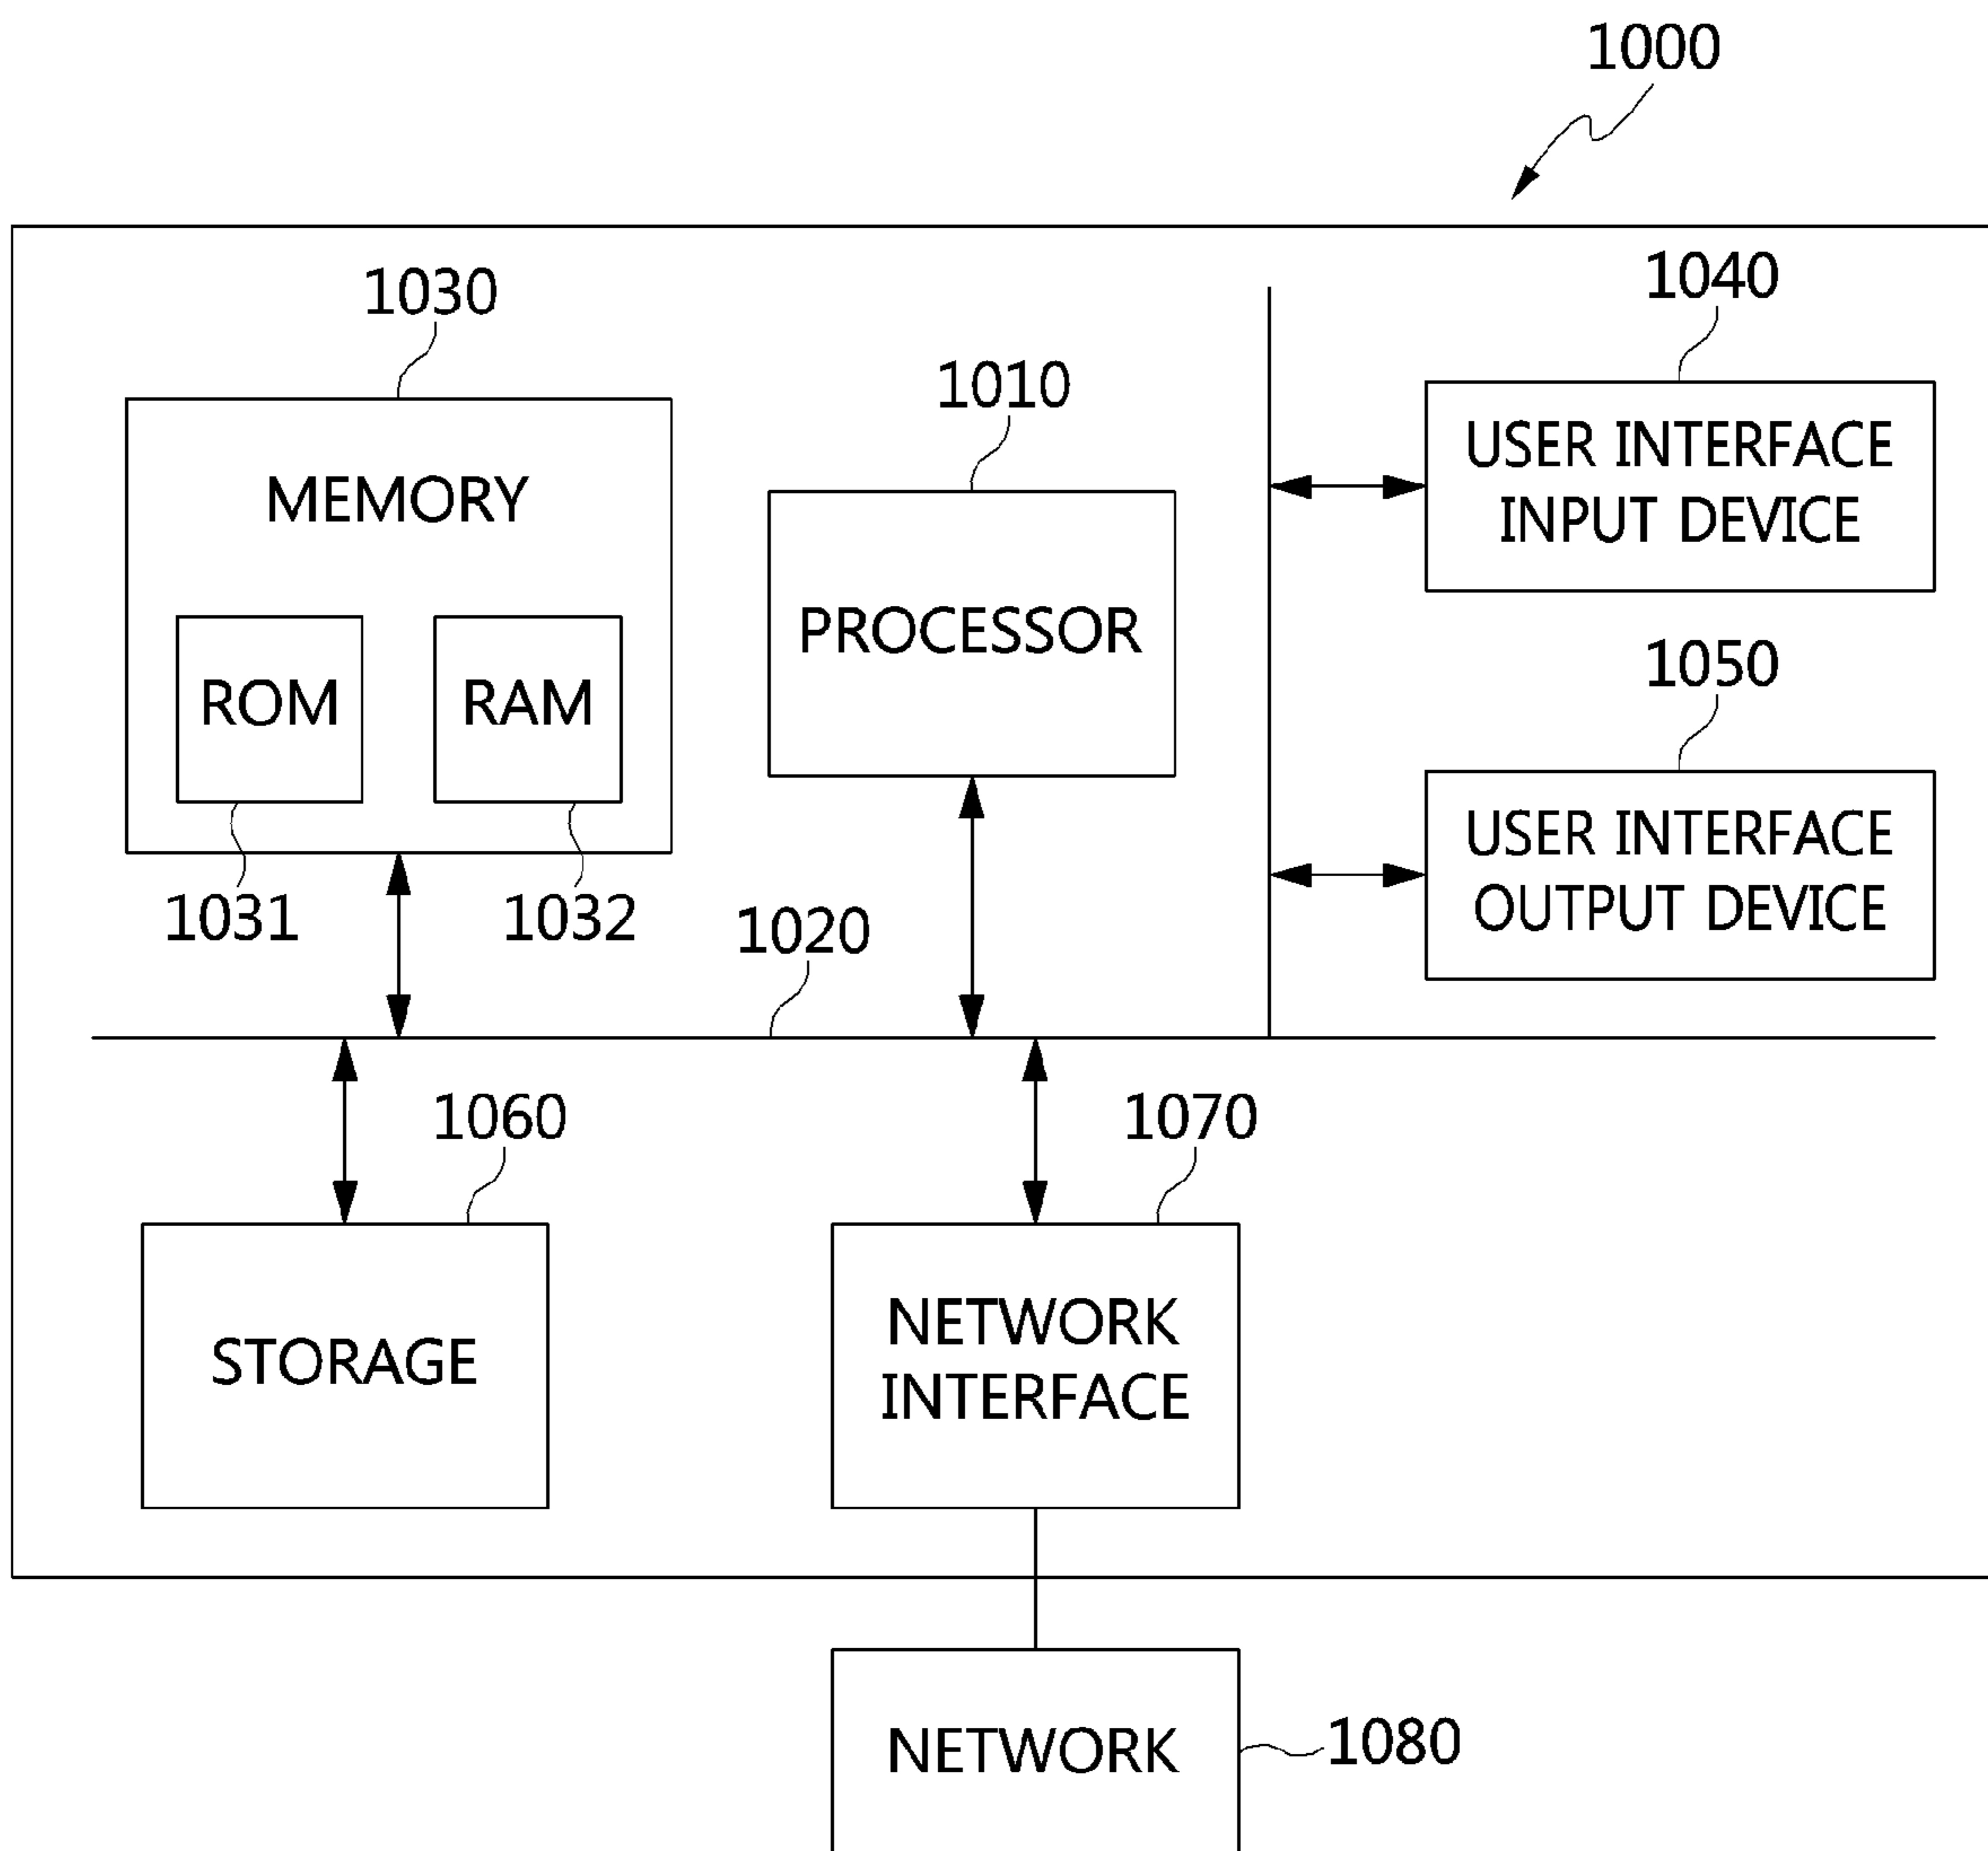 1000
1030
1040
1010
MEMORY
USER INTERFACE
INPUT DEVICE
PROCESSOR
ROM
RAM
1050
USER INTERFACE
OUTPUT DEVICE
1031
1032
1020
1060
1070
STORAGE
NETWORK
INTERFACE
NETWORK
1080